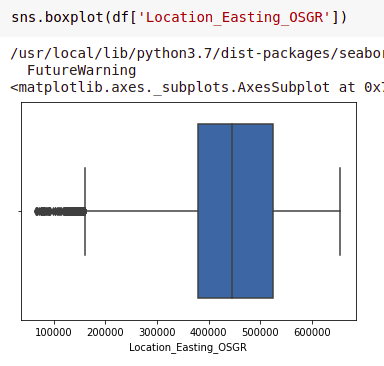 sns.boxplot(df['Location_Easting_OSGR'])
/usr/local/lib/python3.7/dist-packages/seabor
FutureWarning
<matplotlib.axes._subplots.AxesSubplot at 0x7
100000 200000 300000 400000 500000 600000
Location_Easting_OSGR